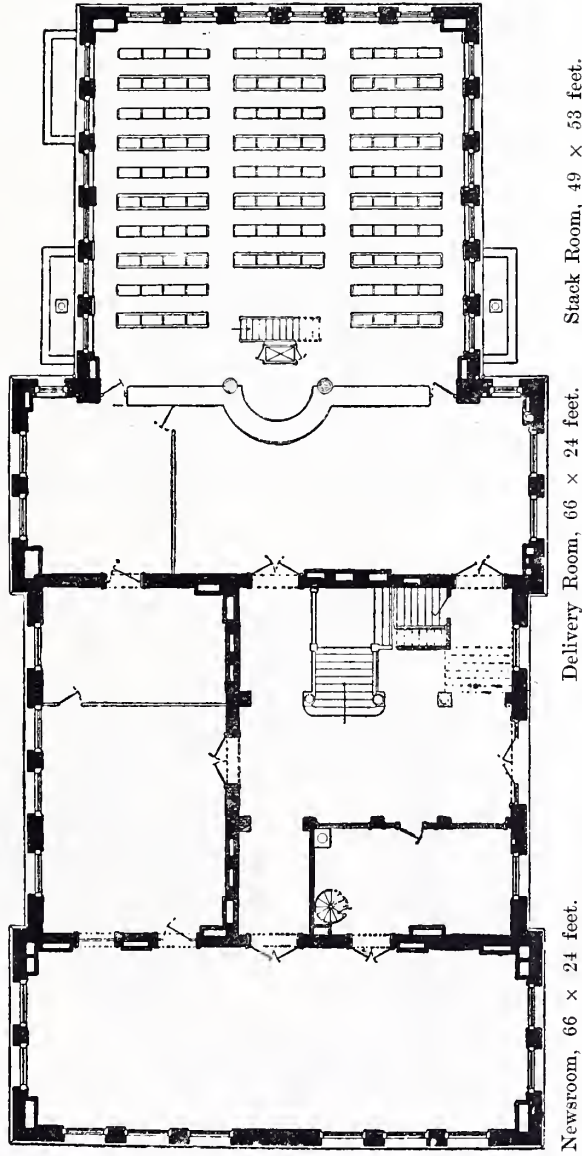 Newsroom, 66 × 24 feet.
Delivery Room, 66 × 24 feet.
Stack Room, 49 × 53 feet.